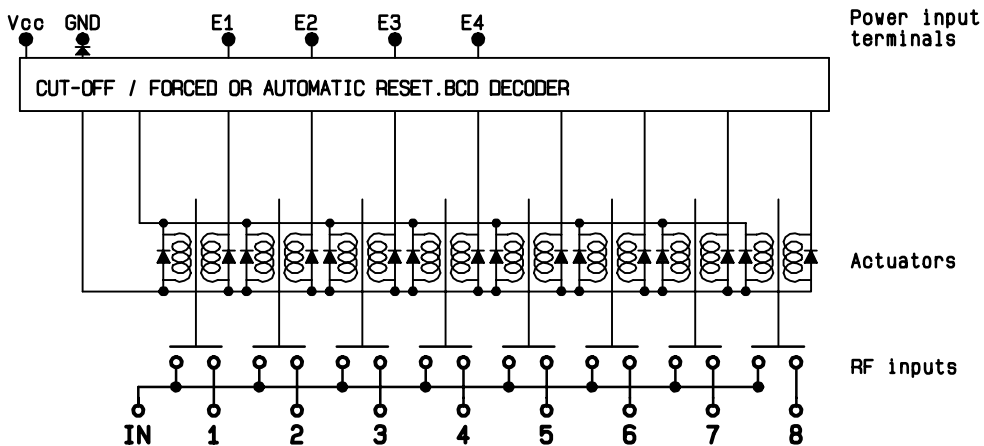 Vcc GND E1 E2 E3 E4 Power input
terminals
CUT-OFF / FORCED OR AUTOMATIC RESET.BCD DECODER
Actuators
RF inputs
IN 1 2 3 4 5 6 7 8